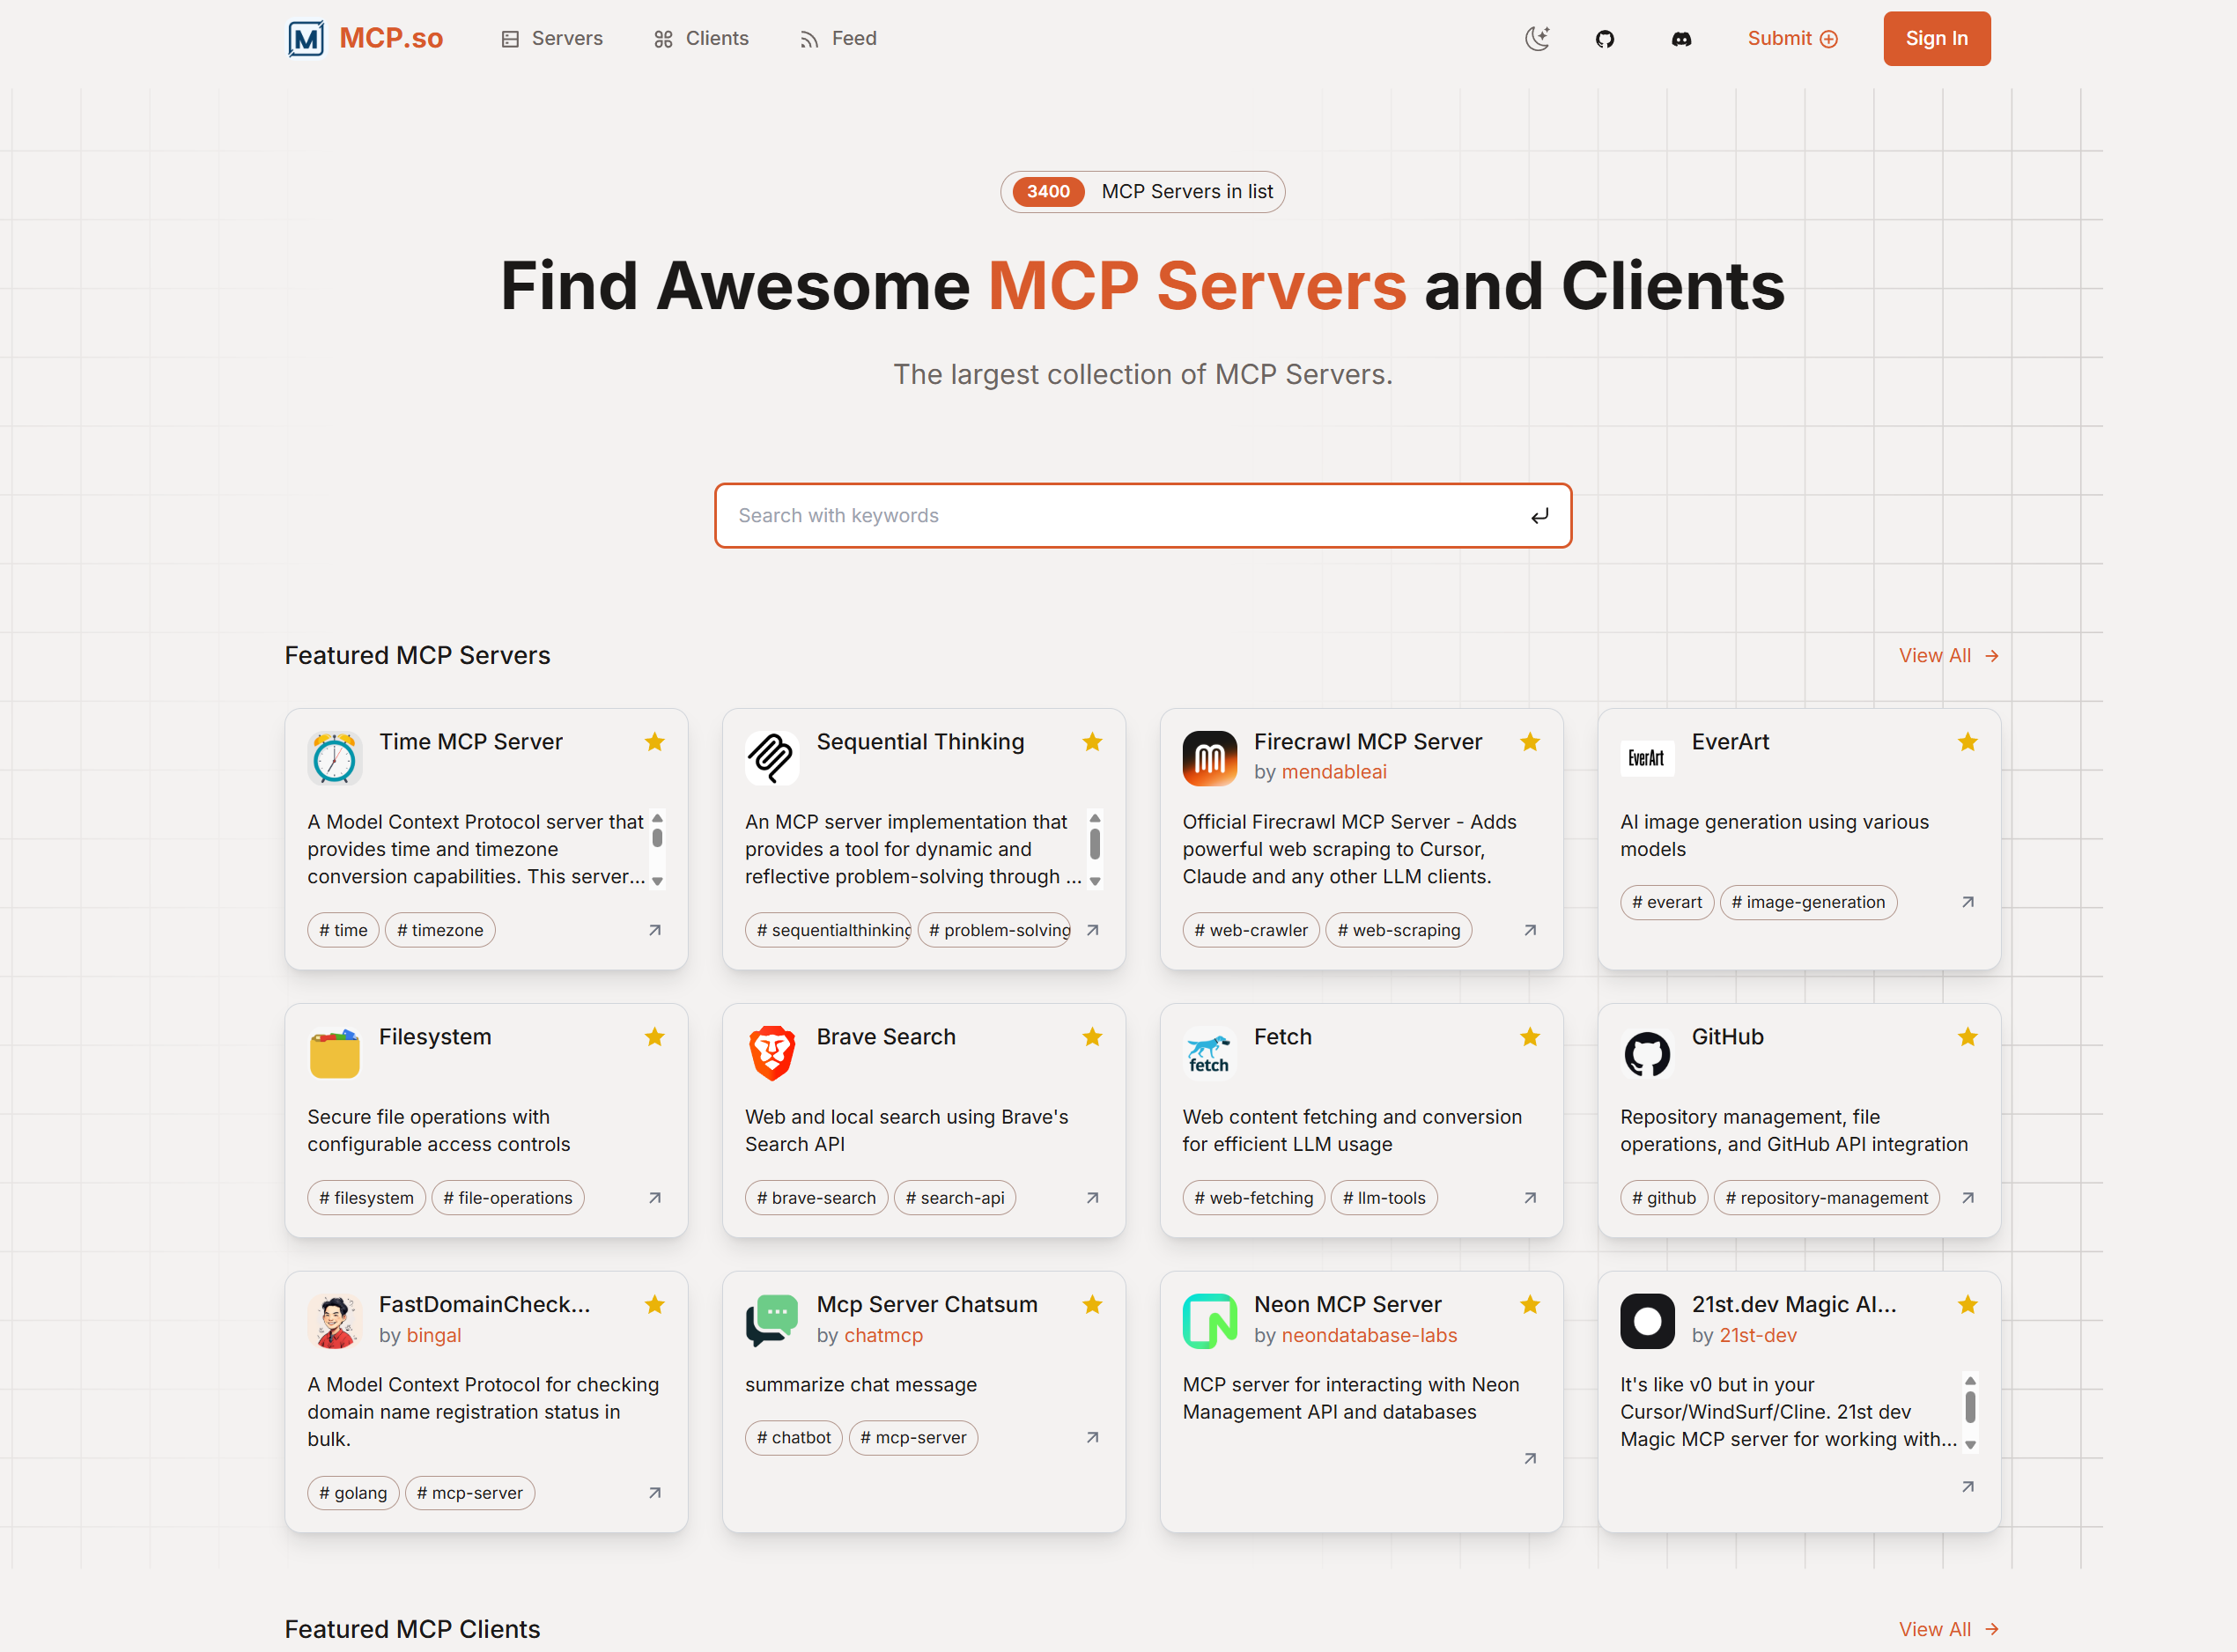 M MCP.so Servers Clients Feed Submit Sign In
3400 MCP Servers in list
Find Awesome MCP Servers and Clients
The largest collection of MCP Servers.
Search with keywords
Featured MCP Servers View All
Time MCP Server
A Model Context Protocol server that
provides time and timezone
conversion capabilities. This server...
# time # timezone
Sequential Thinking
An MCP server implementation that
provides a tool for dynamic and
reflective problem-solving through ...
# sequentialthinking # problem-solving
Firecrawl MCP Server
by mendableai
Official Firecrawl MCP Server - Adds
powerful web scraping to Cursor,
Claude and any other LLM clients.
# web-crawler # web-scraping
EverArt
EverArt
AI image generation using various
models
# everart # image-generation
Filesystem
Secure file operations with
configurable access controls
# filesystem # file-operations
Brave Search
Web and local search using Brave's
Search API
# brave-search # search-api
fetch
Fetch
Web content fetching and conversion
for efficient LLM usage
# web-fetching # llm-tools
GitHub
Repository management, file
operations, and GitHub API integration
# github # repository-management
FastDomainCheck...
by bingal
A Model Context Protocol for checking
domain name registration status in
bulk.
# golang # mcp-server
Mcp Server Chatsum
by chatmcp
summarize chat message
# chatbot # mcp-server
Neon MCP Server
by neondatabase-labs
MCP server for interacting with Neon
Management API and databases
21st.dev Magic AI...
by 21st-dev
It's like v0 but in your
Cursor/WindSurf/Cline. 21st dev
Magic MCP server for working with...
Featured MCP Clients View All